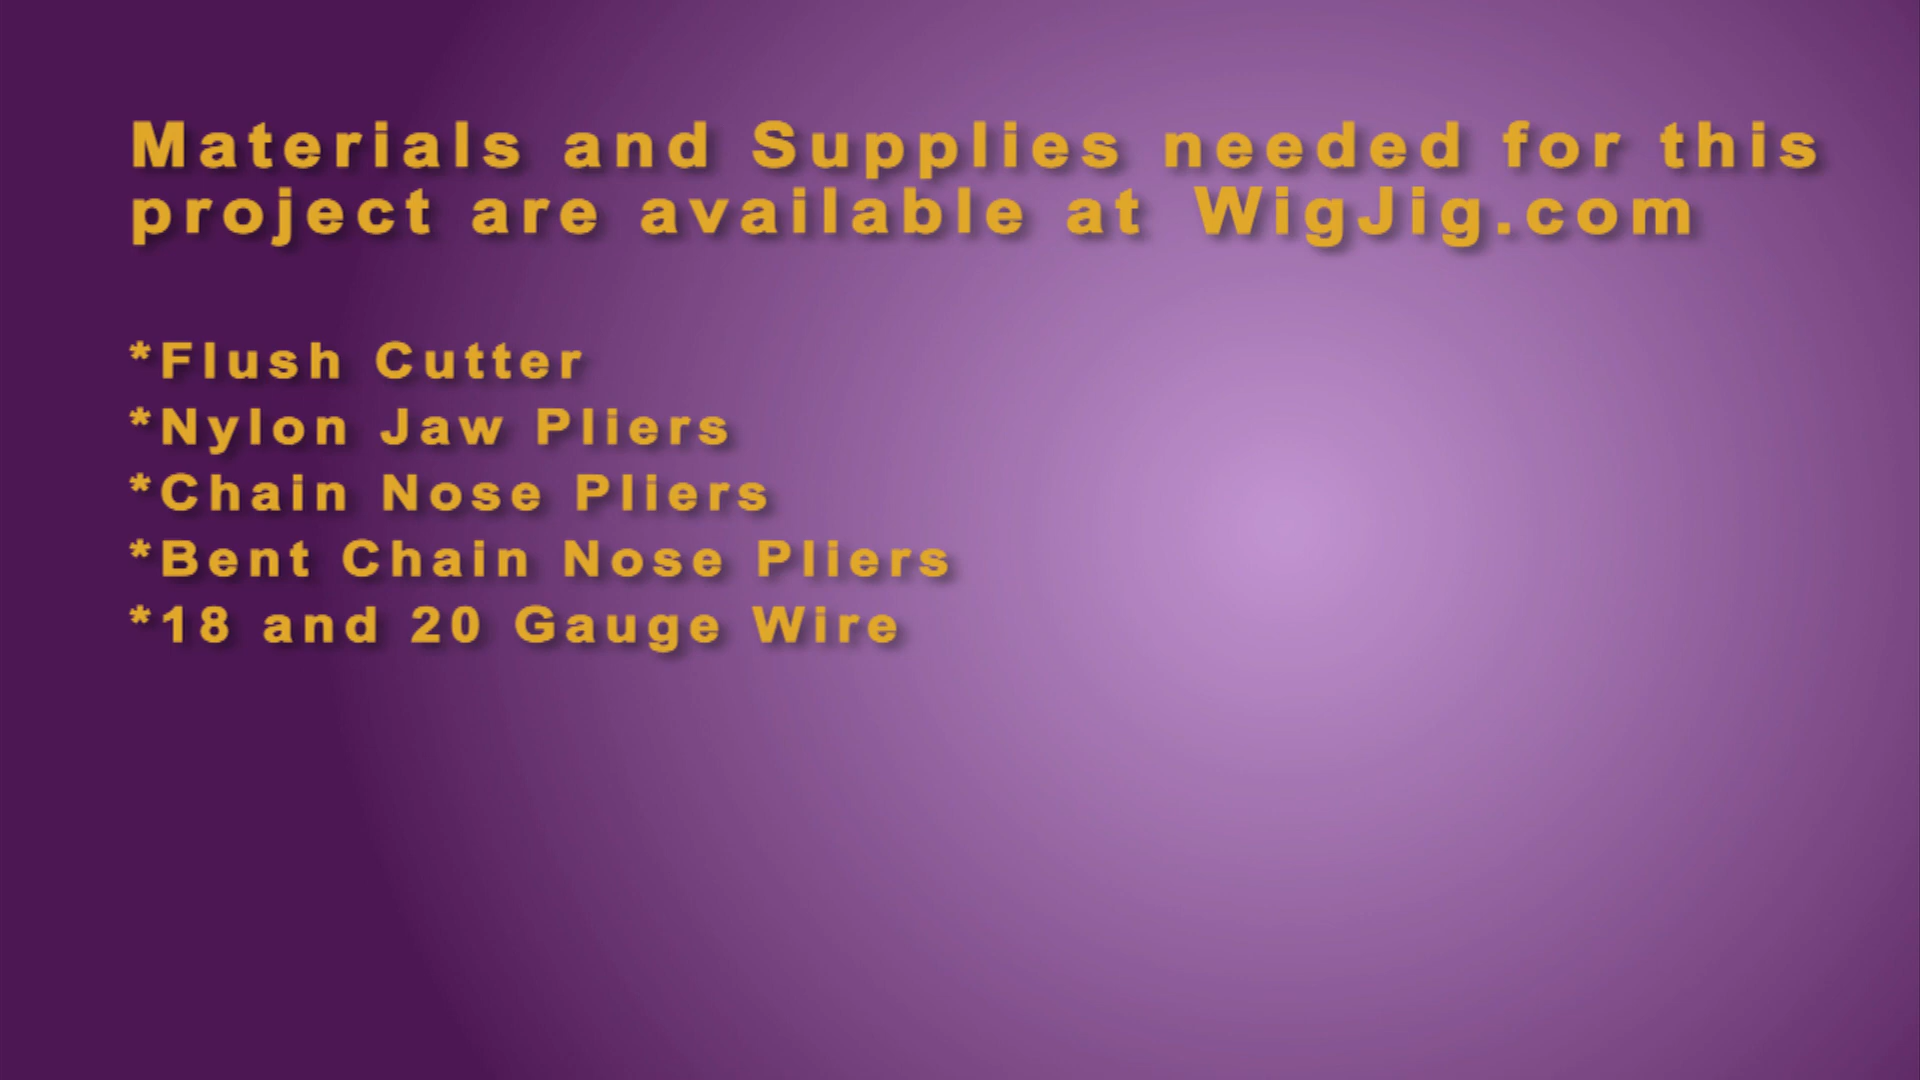 Materials and Supplies needed for this
project are available at WigJig.com
*Flush Cutter
*Nylon Jaw Pliers
*Chain Nose Pliers
*Bent Chain Nose Pliers
*18 and 20 Gauge Wire